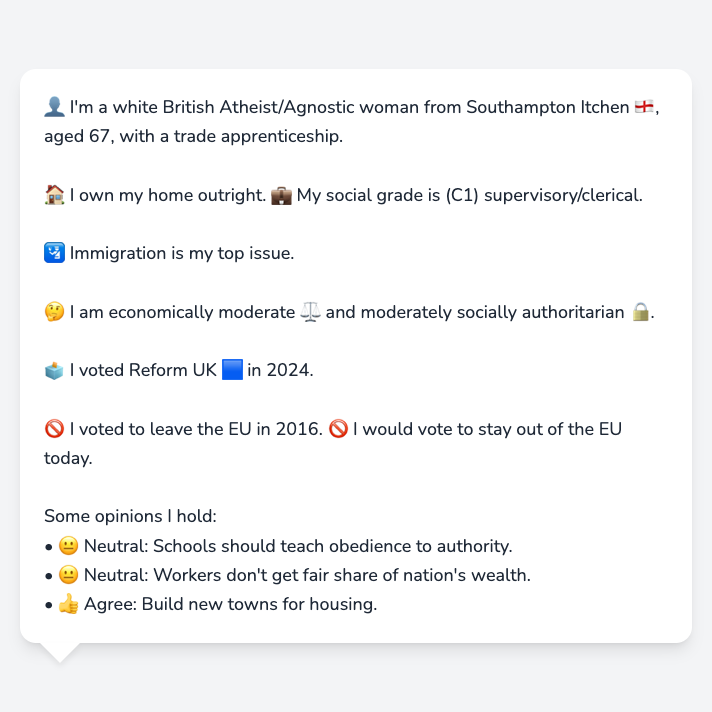 👤 I'm a white British Atheist/Agnostic woman from Southampton Itchen 🏴󠁧󠁢󠁥󠁮󠁧󠁿,
aged 67, with a trade apprenticeship.
🏠 I own my home outright. 💼 My social grade is (C1) supervisory/clerical.
🛂 Immigration is my top issue.
🤔 I am economically moderate ⚖️ and moderately socially authoritarian 🔒.
🗳️ I voted Reform UK 🟦 in 2024.
🚫 I voted to leave the EU in 2016. 🚫 I would vote to stay out of the EU
today.
Some opinions I hold:
• 😐 Neutral: Schools should teach obedience to authority.
• 😐 Neutral: Workers don't get fair share of nation's wealth.
• 👍 Agree: Build new towns for housing.